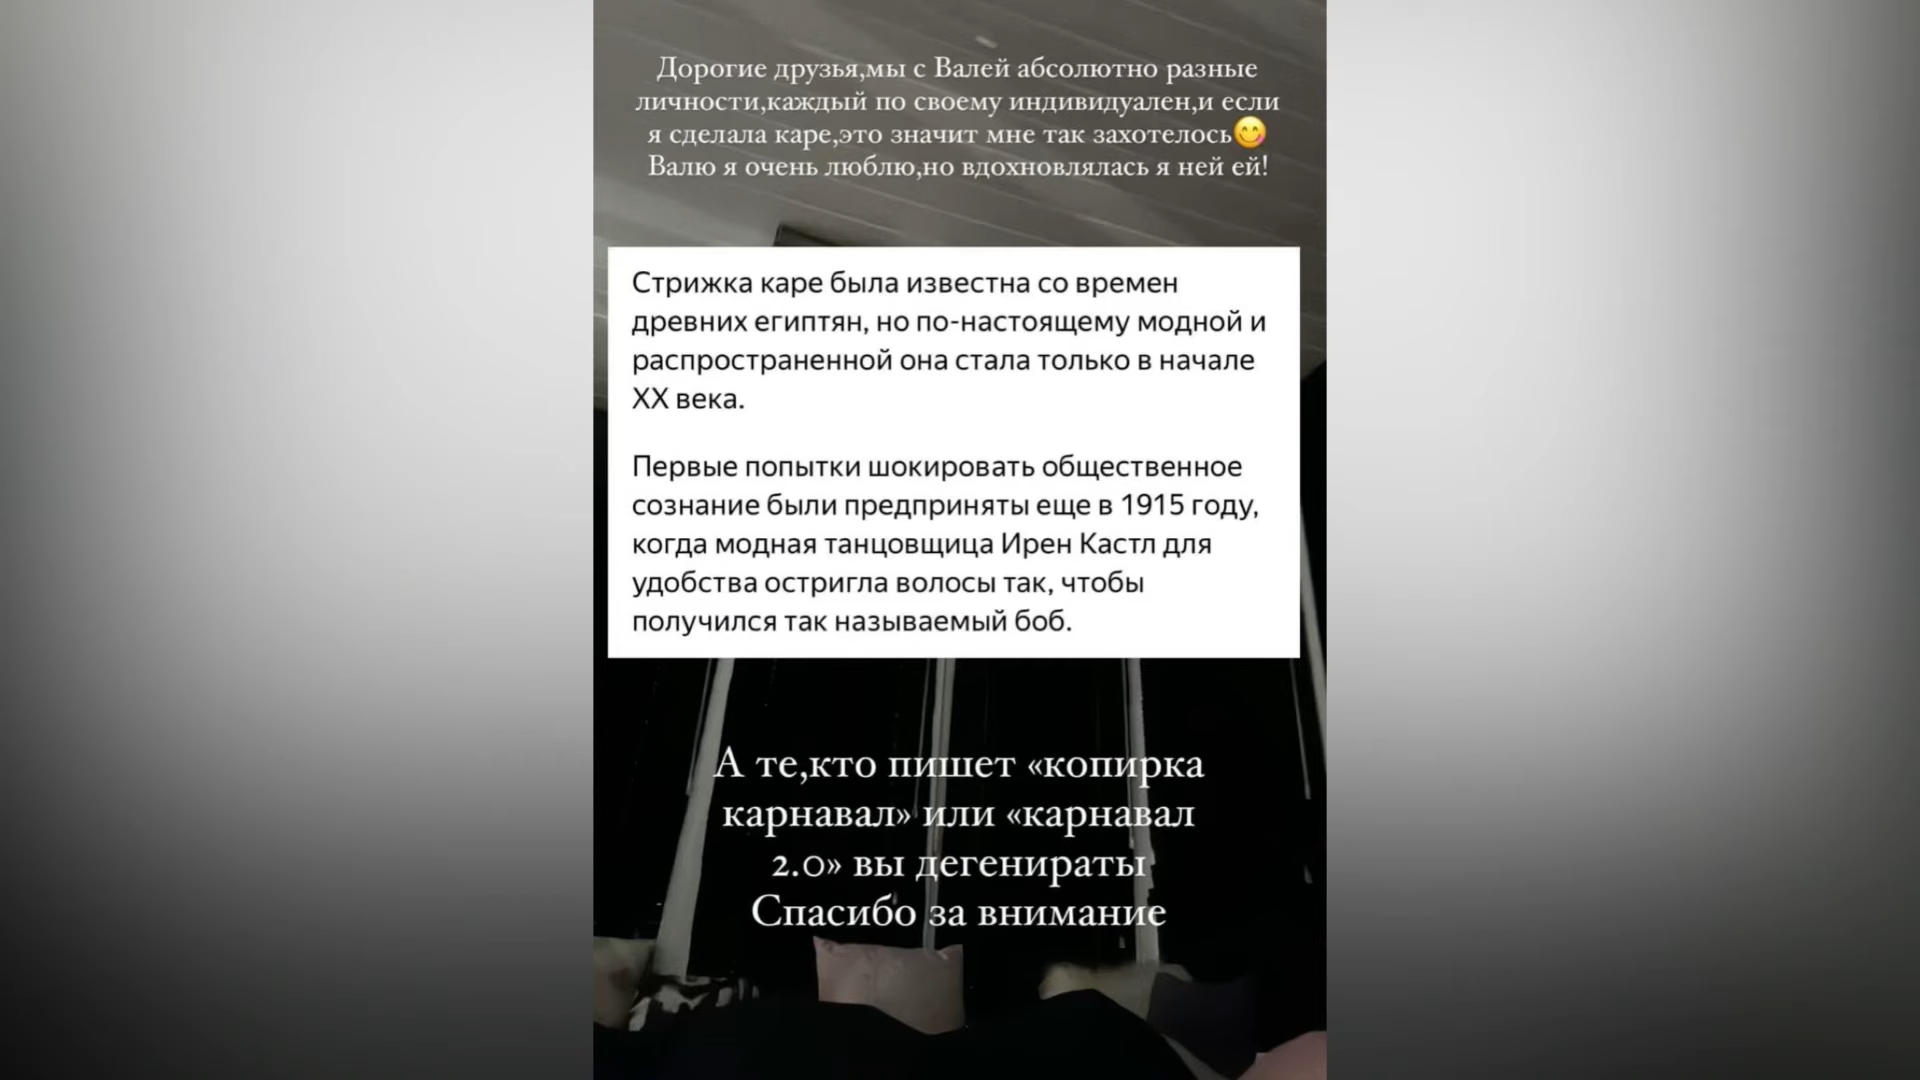 Дорогие друзья,мы с Валей абсолютно разные
личности,каждый по своему индивидуален,и если
я сделала каре,это значит мне так захотелось😋
Валю я очень люблю,но вдохновлялась я ней ей!
Стрижка каре была известна со времен
древних египтян, но по-настоящему модной и
распространенной она стала только в начале
XX века.
Первые попытки шокировать общественное
сознание были предприняты еще в 1915 году,
когда модная танцовщица Ирен Кастл для
удобства остригла волосы так, чтобы
получился так называемый боб.
А те,кто пишет «копирка
карнавал» или «карнавал
2.0» вы дегенираты
Спасибо за внимание